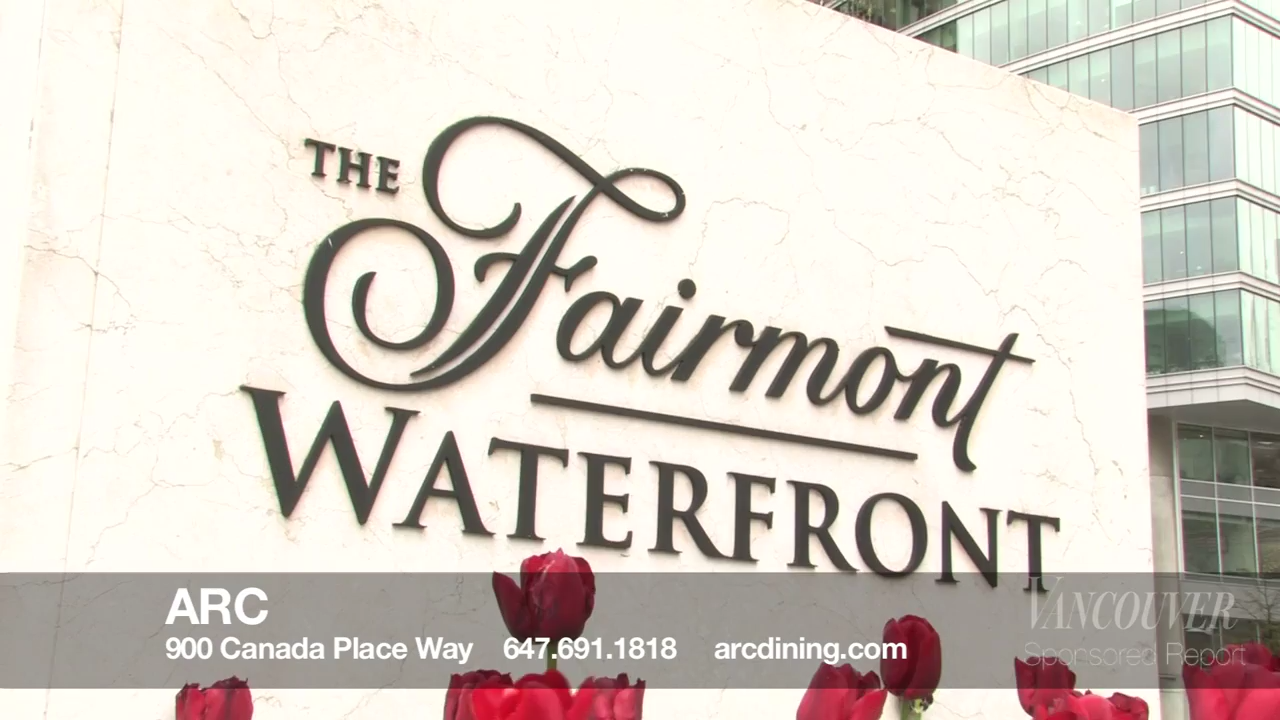 THE Fairmont
WATERFRONT
ARC
900 Canada Place Way 647.691.1818 arcdining.com
VANCOUVER
Sponsored Report